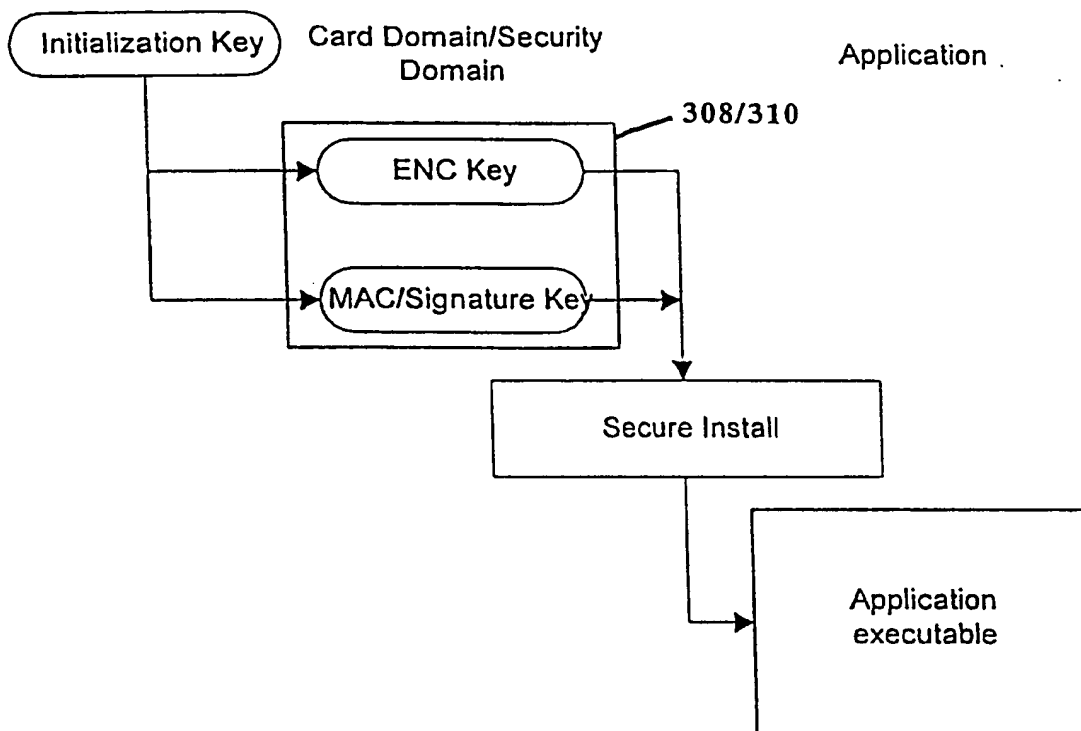 Initialization Key
Card Domain/Security
Domain
Application
308/310
ENC Key
MAC/Signature Key
Secure Install
Application
executable